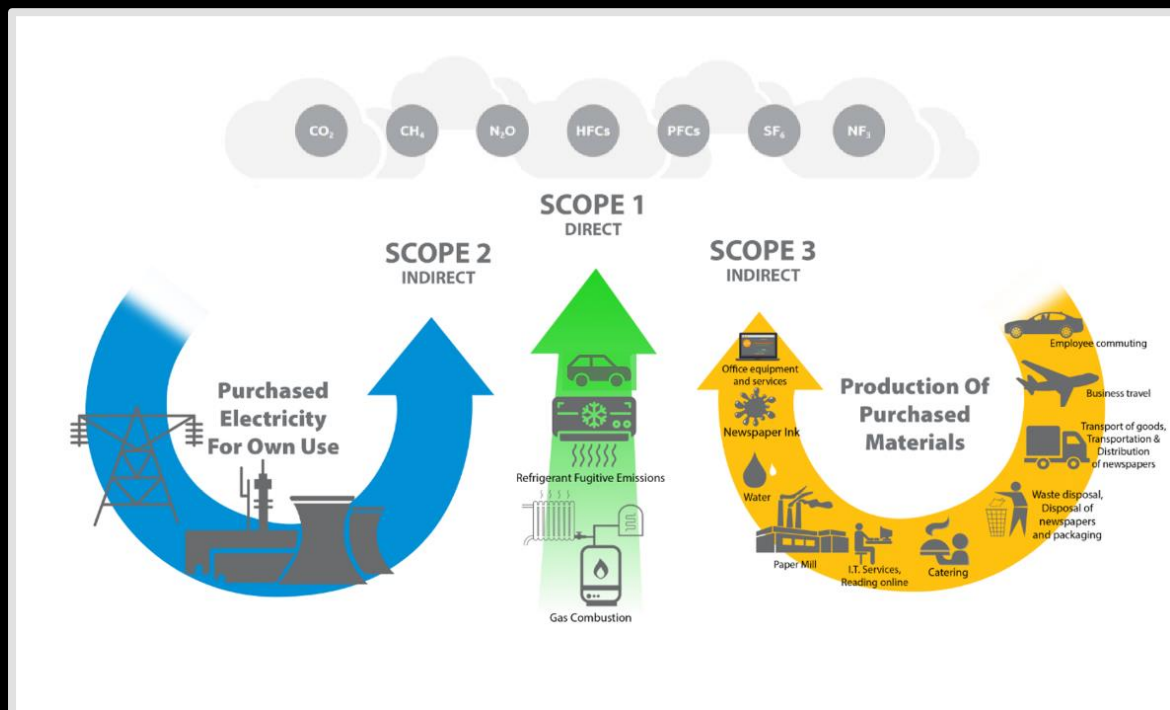 CO₂
CH₄
N₂O
HFCs
PFCs
SF₆
NF₃
SCOPE 1
DIRECT
SCOPE 2
INDIRECT
SCOPE 3
INDIRECT
Purchased
Electricity
For Own Use
Refrigerant Fugitive Emissions
Gas Combustion
Production Of
Purchased
Materials
Office equipment
and services
Newspaper Ink
Water
Paper Mill
I.T. Services,
Reading online
Catering
Waste disposal,
Disposal of
newspapers
and packaging
Transport of goods,
Transportation &
Distribution
of newspapers
Business travel
Employee commuting